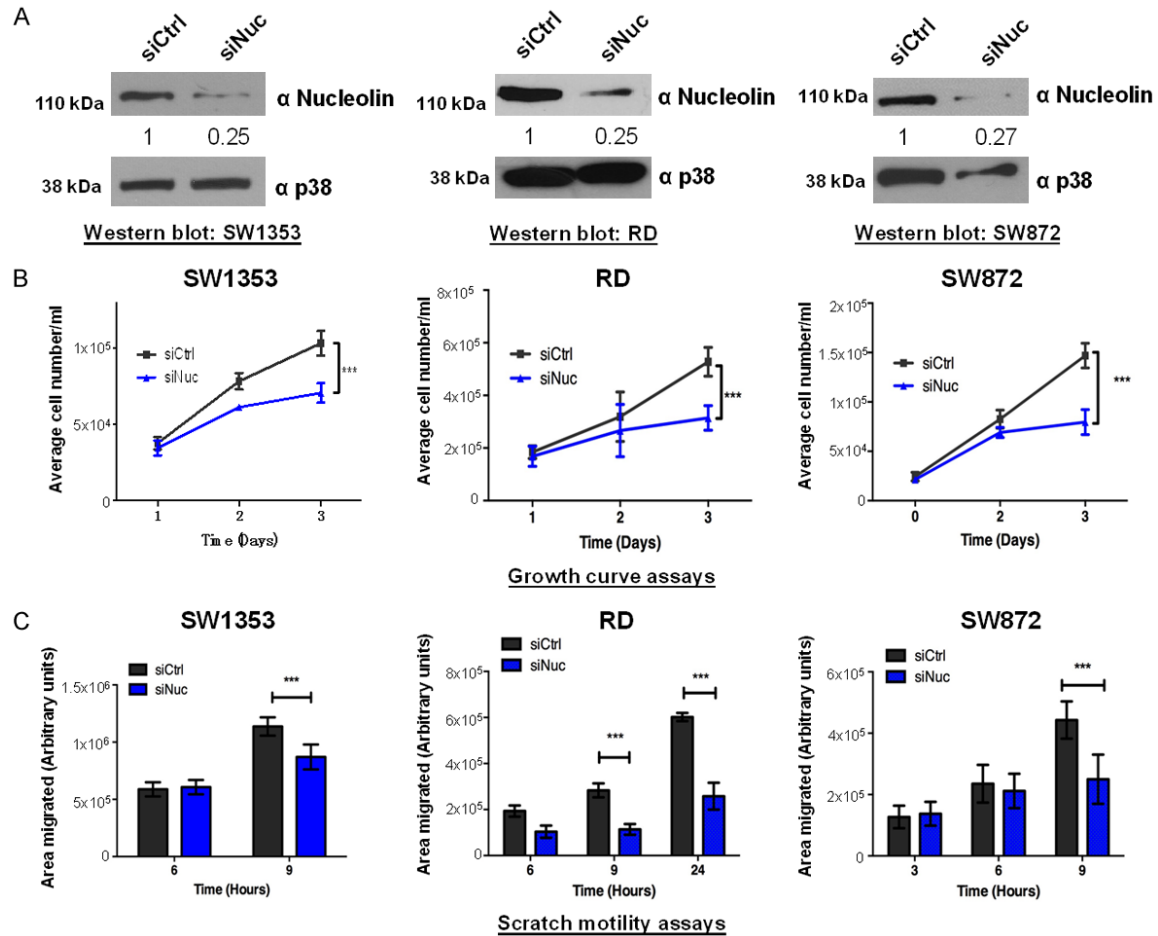 A
siCtrl siNuc siCtrl siNuc siCtrl siNuc
110 kDa α Nucleolin 110 kDa α Nucleolin 110 kDa α Nucleolin
1 0.25 1 0.25 1 0.27
38 kDa α p38 38 kDa α p38 38 kDa α p38
Western blot: SW1353 Western blot: RD Western blot: SW872
B
SW1353
Average cell number/ml
1x10⁵
5x10⁴
0
siCtrl
siNuc
***
1 2 3
Time (Days)
RD
Average cell number/ml
8x10⁵
6x10⁵
4x10⁵
2x10⁵
0
siCtrl
siNuc
***
1 2 3
Time (Days)
SW872
Average cell number/ml
2x10⁵
1.5x10⁵
1x10⁵
5x10⁴
0
siCtrl
siNuc
***
0 2 3
Time (Days)
Growth curve assays
C
SW1353
Area migrated (Arbitrary units)
1.5x10⁶
1x10⁶
5x10⁵
0
siCtrl
siNuc
***
6 9
Time (Hours)
RD
Area migrated (Arbitrary units)
8x10⁵
6x10⁵
4x10⁵
2x10⁵
0
siCtrl
siNuc
***
***
6 9 24
Time (Hours)
SW872
Area migrated (Arbitrary units)
6x10⁵
4x10⁵
2x10⁵
0
siCtrl
siNuc
***
3 6 9
Time (Hours)
Scratch motility assays